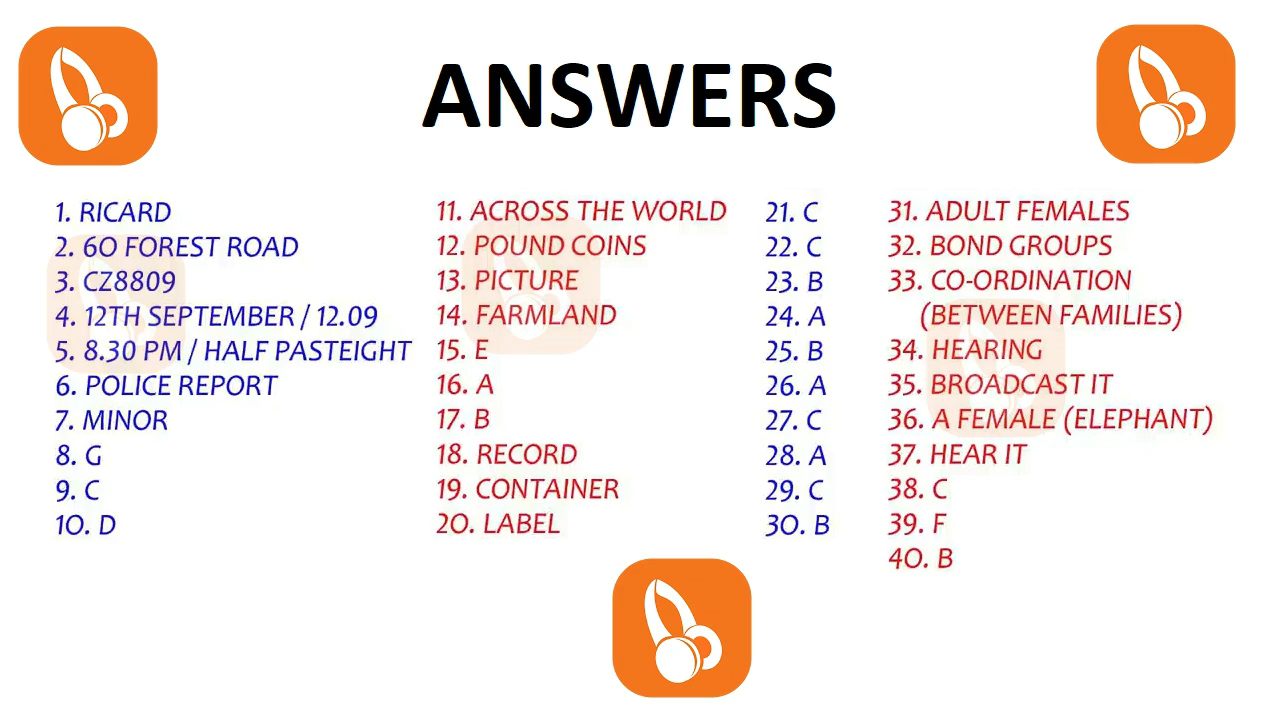 ANSWERS
1. RICARD
2. 60 FOREST ROAD
3. CZ8809
4. 12TH SEPTEMBER / 12.09
5. 8.30 PM / HALF PASTEIGHT
6. POLICE REPORT
7. MINOR
8. G
9. C
10. D
11. ACROSS THE WORLD
12. POUND COINS
13. PICTURE
14. FARMLAND
15. E
16. A
17. B
18. RECORD
19. CONTAINER
20. LABEL
21. C
22. C
23. B
24. A
25. B
26. A
27. C
28. A
29. C
30. B
31. ADULT FEMALES
32. BOND GROUPS
33. CO-ORDINATION
(BETWEEN FAMILIES)
34. HEARING
35. BROADCAST IT
36. A FEMALE (ELEPHANT)
37. HEAR IT
38. C
39. F
40. B